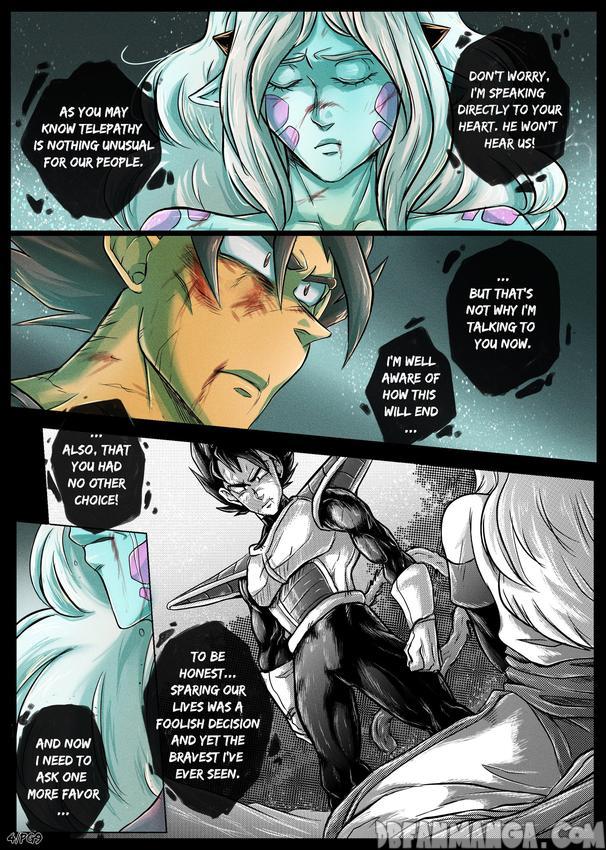 AS YOU MAY
KNOW TELEPATHY
IS NOTHING UNUSUAL
FOR OUR PEOPLE.
DON'T WORRY,
I'M SPEAKING
DIRECTLY TO YOUR
HEART. HE WON'T
HEAR US!
...
BUT THAT'S
NOT WHY I'M
TALKING TO
YOU NOW.
I'M WELL
AWARE OF
HOW THIS
WILL END
...
...
ALSO, THAT
YOU HAD
NO OTHER
CHOICE!
TO BE
HONEST...
SPARING OUR
LIVES WAS A
FOOLISH DECISION
AND YET THE
BRAVEST I'VE
EVER SEEN.
AND NOW
I NEED TO
ASK ONE
MORE FAVOR
...
4/PG9
DBFANMANGA.COM